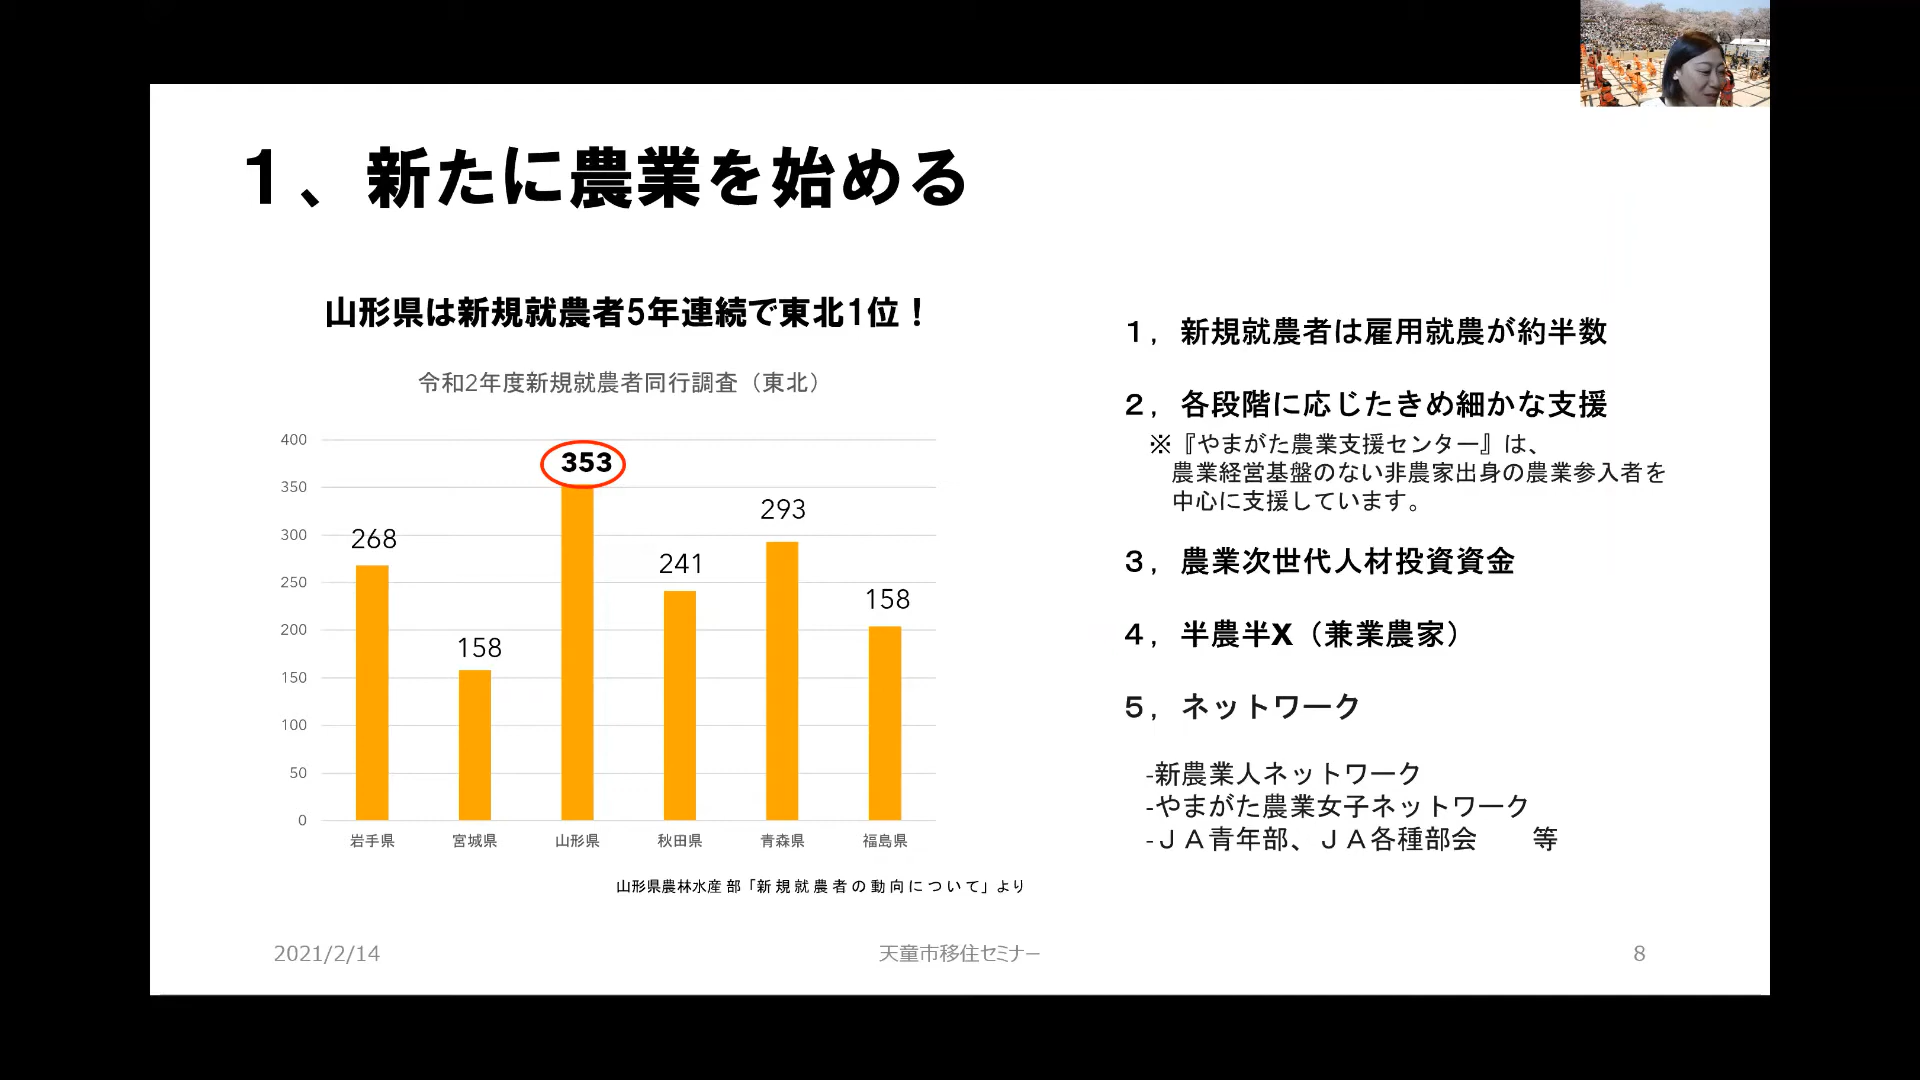 １、新たに農業を始める
山形県は新規就農者5年連続で東北1位！
令和2年度新規就農者同行調査（東北）
400
350
300
250
200
150
100
50
0
268
158
353
241
293
158
岩手県
宮城県
山形県
秋田県
青森県
福島県
山形県農林水産部「新規就農者の動向について」より
１，新規就農者は雇用就農が約半数
２，各段階に応じたきめ細かな支援
※『やまがた農業支援センター』は、
農業経営基盤のない非農家出身の農業参入者を
中心に支援しています。
３，農業次世代人材投資資金
４，半農半X（兼業農家）
５，ネットワーク
-新農業人ネットワーク
-やまがた農業女子ネットワーク
-ＪＡ青年部、ＪＡ各種部会　　等
2021/2/14
天童市移住セミナー
8